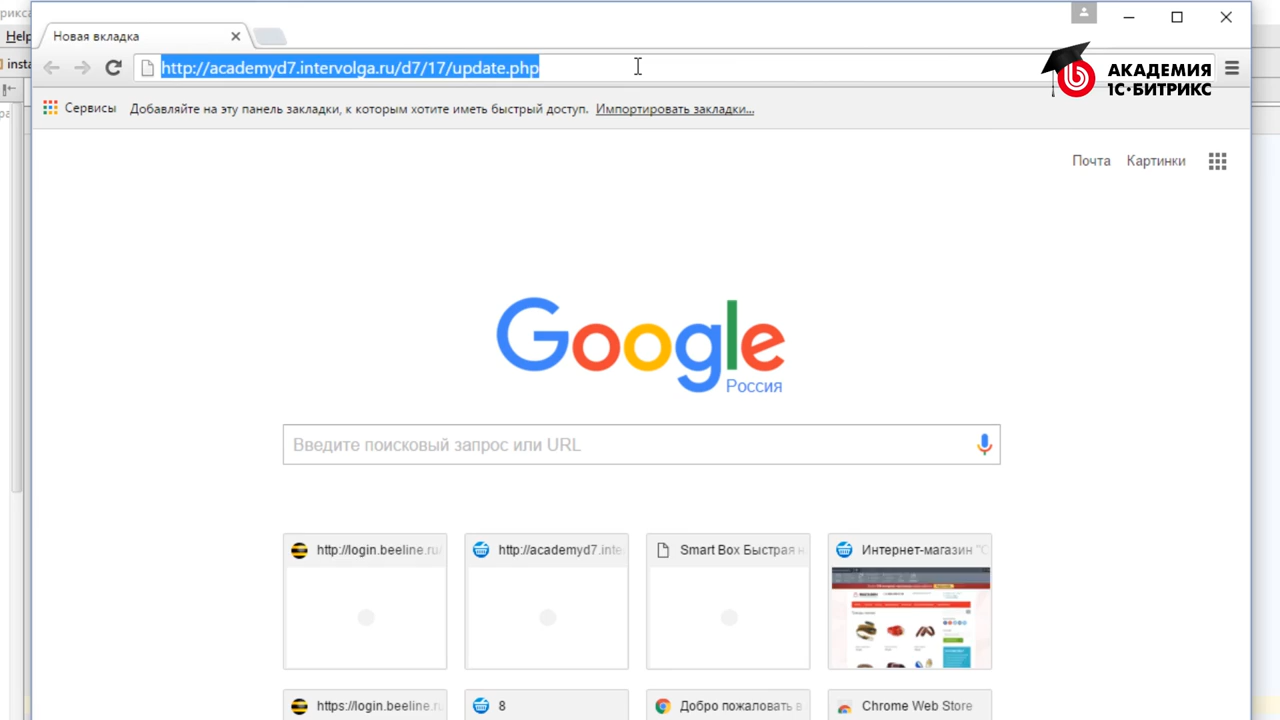 рикса
Help
Новая вкладка
insta
http://academyd7.intervolga.ru/d7/17/update.php
АКАДЕМИЯ
1С·БИТРИКС
Сервисы
Добавляйте на эту панель закладки, к которым хотите иметь быстрый доступ.
Импортировать закладки...
Почта
Картинки
Google
Россия
Введите поисковый запрос или URL
http://login.beeline.ru/
http://academyd7.inte
Smart Box Быстрая н
Интернет-магазин "С
https://login.beeline.r
8
Добро пожаловать в
Chrome Web Store